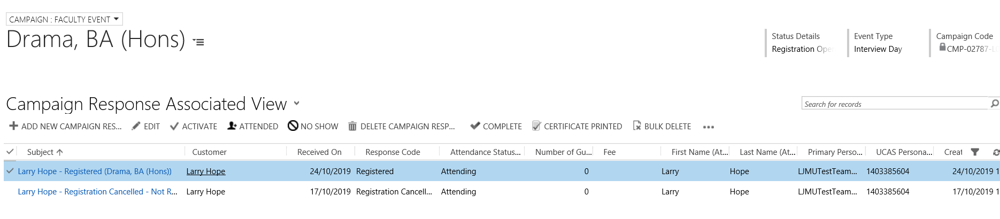 CAMPAIGN : FACULTY EVENT
Drama, BA (Hons)
Status Details Event Type Campaign Code
Registration Ope Interview Day CMP-02787-L
Campaign Response Associated View
Search for records
ADD NEW CAMPAIGN RES... EDIT ACTIVATE ATTENDED NO SHOW DELETE CAMPAIGN RESP... COMPLETE CERTIFICATE PRINTED BULK DELETE
Subject Customer Received On Response Code Attendance Status... Number of Gu... Fee First Name (At... Last Name (At... Primary Perso... UCAS Persona... Creat
Larry Hope - Registered (Drama, BA (Hons)) Larry Hope 24/10/2019 Registered Attending 0 Larry Hope LJMUTestTeam... 1403385604 24/10/2019 1
Larry Hope - Registration Cancelled - Not R... Larry Hope 17/10/2019 Registration Cancell... Attending 0 Larry Hope LJMUTestTeam... 1403385604 17/10/2019 1